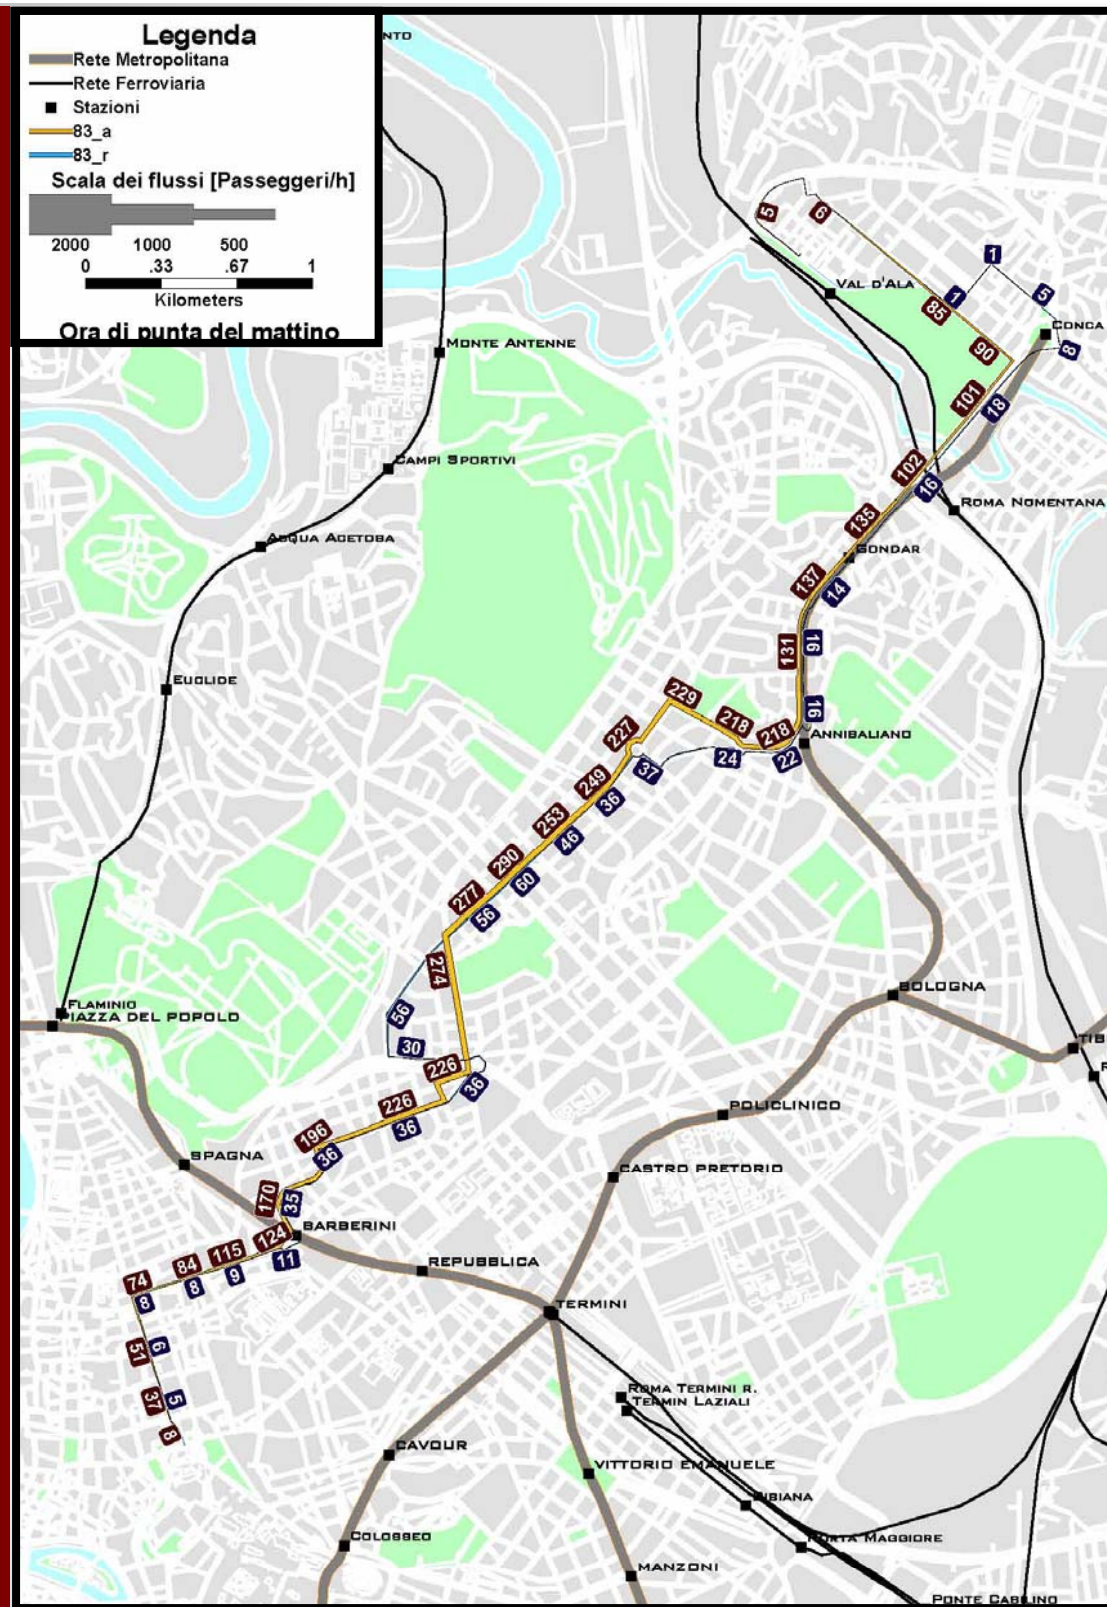 Legenda
Rete Metropolitana
Rete Ferroviaria
Stazioni
83_a
83_r
Scala dei flussi [Passeggeri/h]
2000 1000 500
0 .33 .67 1
Kilometers
Ora di punta del mattino
NTO
5
6
1
VAL D'ALA
1
5
85
CONCA
MONTE ANTENNE
90
8
101
18
CAMPI SPORTIVI
102
16
ROMA NOMENTANA
135
ACQUA ACETOSA
GONDAR
137
14
131
16
EUCLIDE
229
16
218
218
ANNIBALIANO
227
24
22
37
249
36
253
46
290
60
277
56
274
BOLOGNA
FLAMINIO
PIAZZA DEL POPOLO
56
30
TIB
226
36
226
36
POLICLINICO
196
36
SPAGNA
CASTRO PRETORIO
170
35
BARBERINI
124
115
11
84
9
REPUBBLICA
74
8
8
TERMINI
51
6
37
5
ROMA TERMINI R.
TERMIN LAZIALI
8
CAVOUR
VITTORIO EMANUELE
BIBIANA
COLOSSEO
PORTA MAGGIORE
MANZONI
PONTE CASILINO